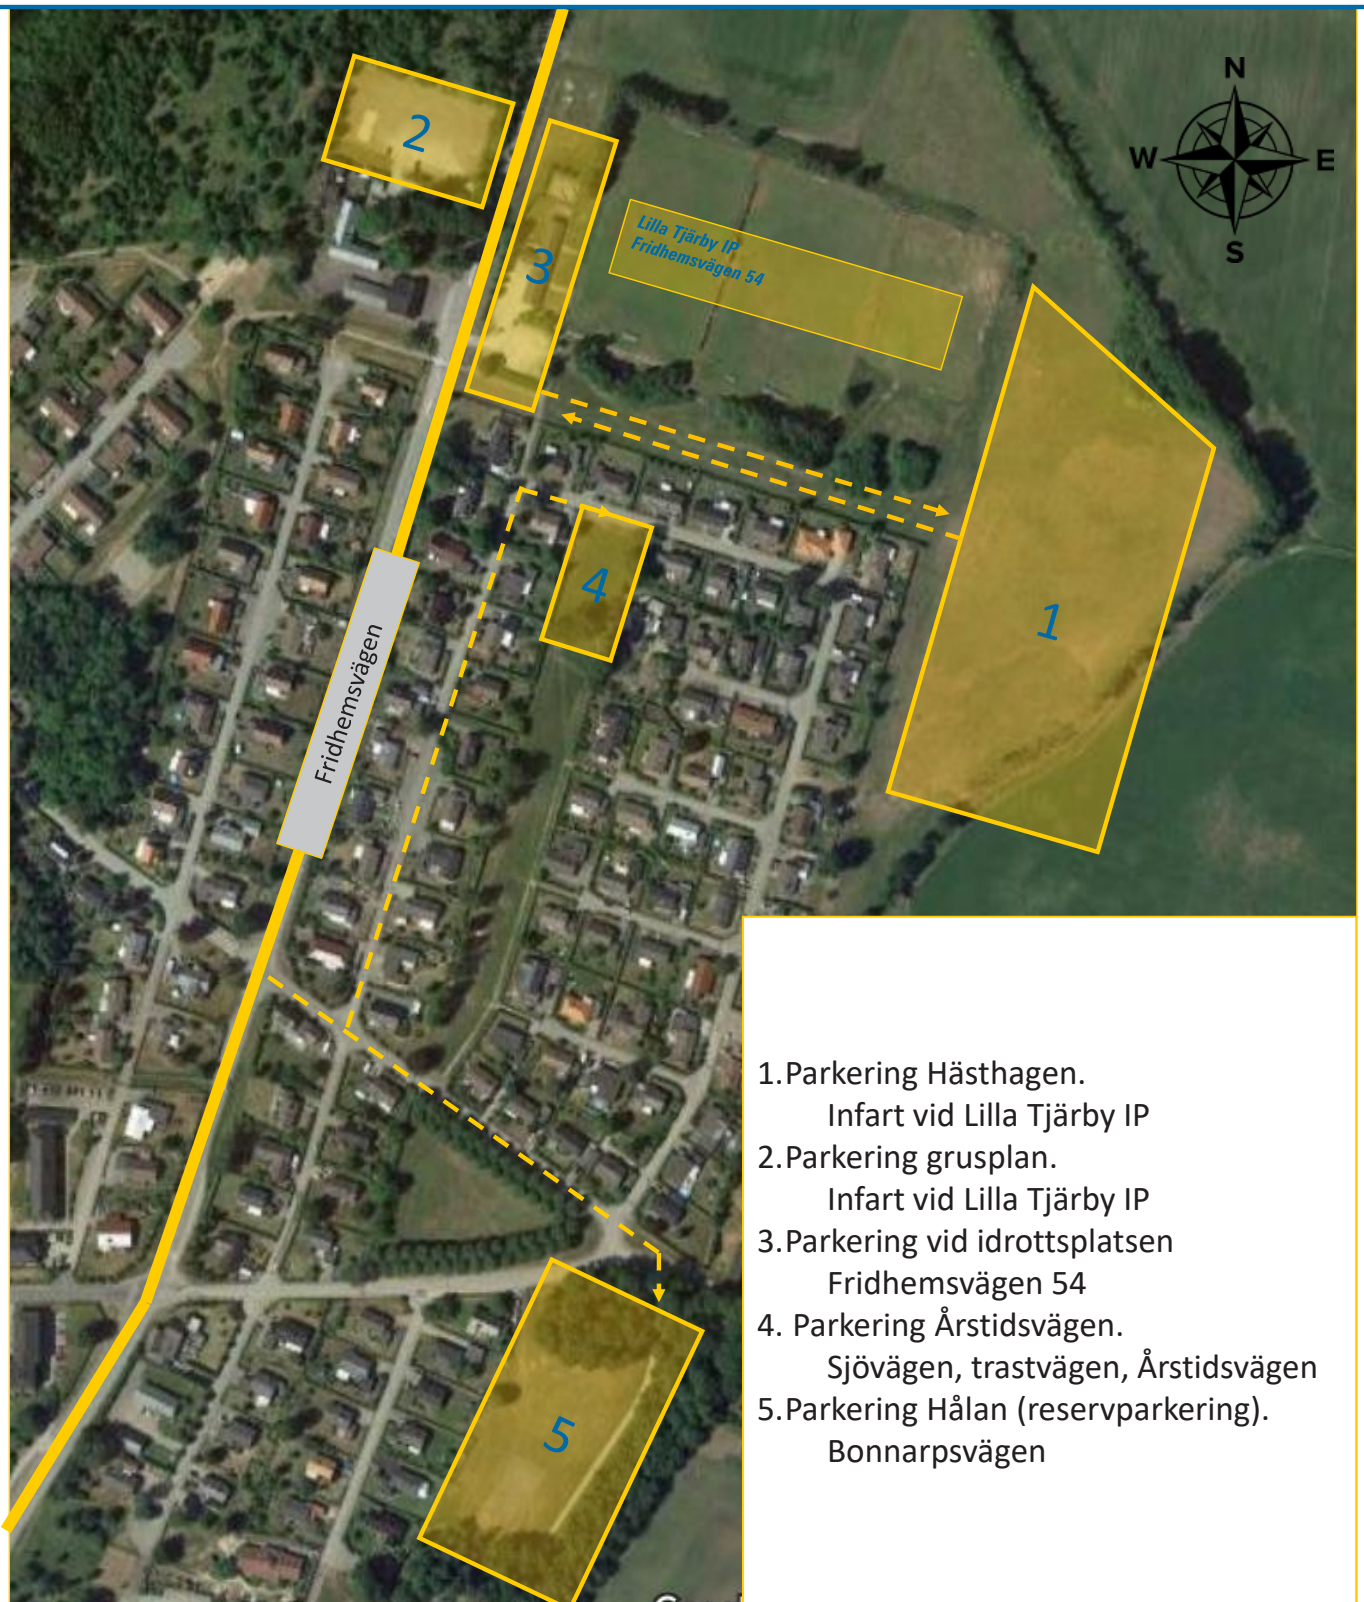 N
W
E
S
2
3
Lilla Tjärby IP
Fridhemsvägen 54
4
1
Fridhemsvägen
5
1.Parkering Hästhagen.
Infart vid Lilla Tjärby IP
2.Parkering grusplan.
Infart vid Lilla Tjärby IP
3.Parkering vid idrottsplatsen
Fridhemsvägen 54
4. Parkering Årstidsvägen.
Sjövägen, trastvägen, Årstidsvägen
5.Parkering Hålan (reservparkering).
Bonnarpsvägen